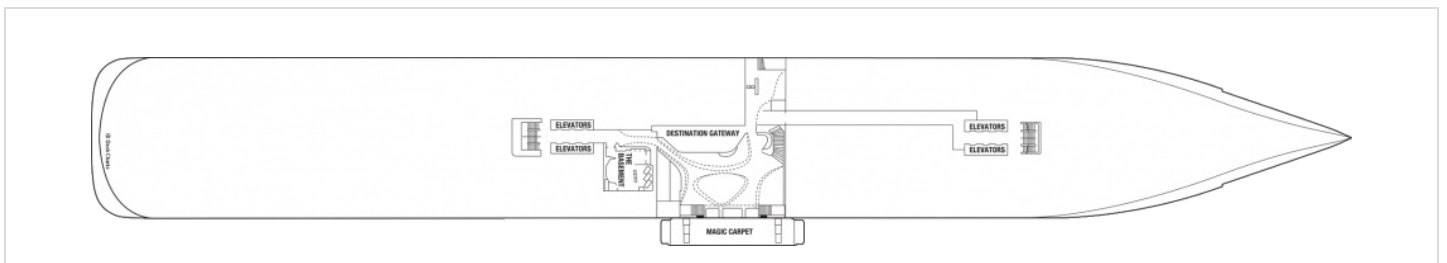 ELEVATORS
ELEVATORS
THE
BASEMENT
DESTINATION GATEWAY
ELEVATORS
ELEVATORS
MAGIC CARPET